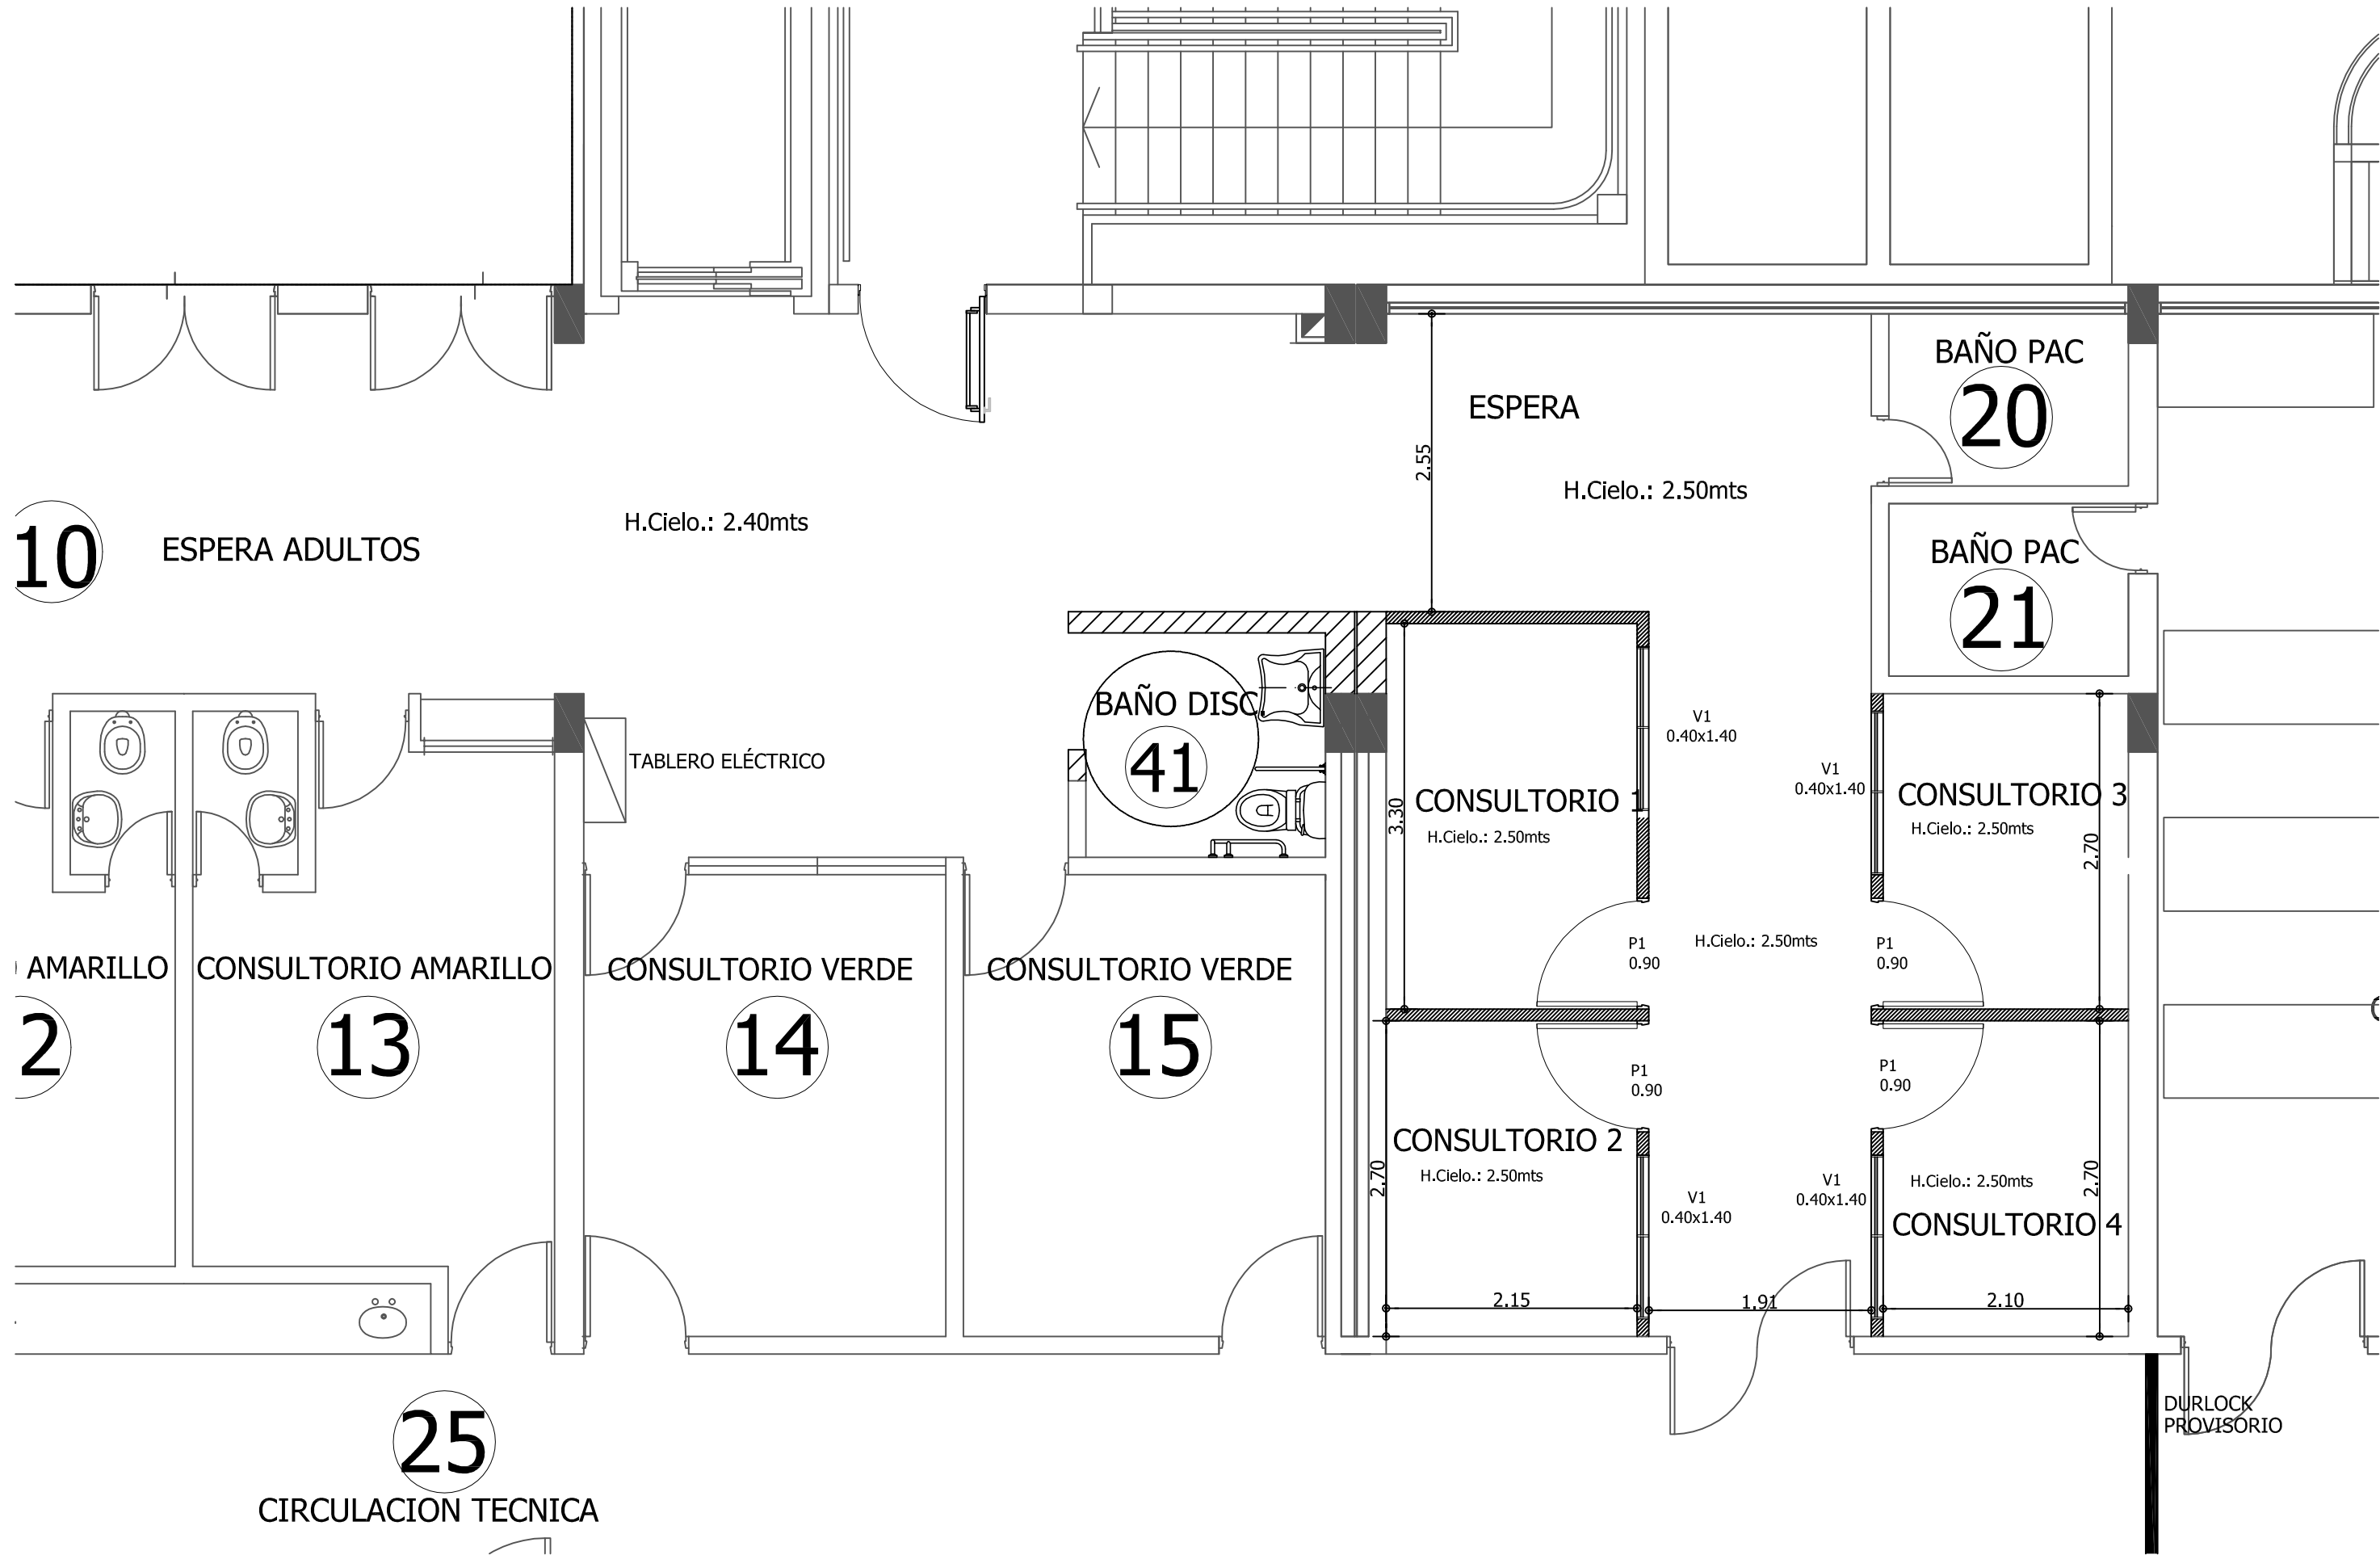 BAÑO PAC
20
ESPERA
2.55
H.Cielo.: 2.50mts
10
ESPERA ADULTOS
H.Cielo.: 2.40mts
BAÑO PAC
21
BAÑO DISC.
41
TABLERO ELÉCTRICO
V1
0.40x1.40
V1
0.40x1.40
CONSULTORIO 1
H.Cielo.: 2.50mts
3.30
CONSULTORIO 3
H.Cielo.: 2.50mts
2.70
P1
0.90
H.Cielo.: 2.50mts
P1
0.90
AMARILLO
2
CONSULTORIO AMARILLO
13
CONSULTORIO VERDE
14
CONSULTORIO VERDE
15
P1
0.90
P1
0.90
CONSULTORIO 2
H.Cielo.: 2.50mts
2.70
V1
0.40x1.40
V1
0.40x1.40
H.Cielo.: 2.50mts
CONSULTORIO 4
2.70
2.15
1.91
2.10
25
CIRCULACION TECNICA
DURLOCK
PROVISORIO